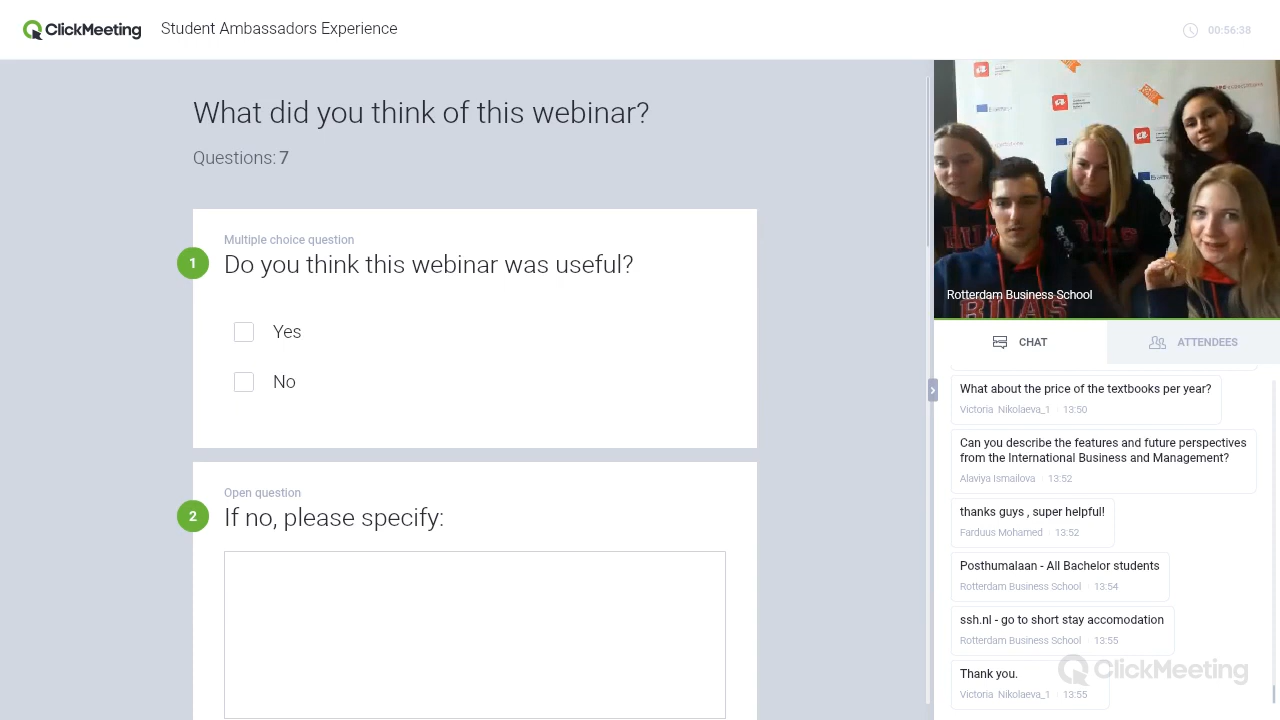 ClickMeeting
Student Ambassadors Experience
00:56:38
What did you think of this webinar?
Questions: 7
Multiple choice question
1
Do you think this webinar was useful?
Yes
No
Open question
2
If no, please specify:
Rotterdam Business School
CHAT
ATTENDEES
What about the price of the textbooks per year?
Victoria Nikolaeva_1 13:50
Can you describe the features and future perspectives
from the International Business and Management?
Alaviya Ismailova 13:52
thanks guys , super helpful!
Farduus Mohamed 13:52
Posthumalaan - All Bachelor students
Rotterdam Business School 13:54
ssh.nl - go to short stay accomodation
Rotterdam Business School 13:55
Thank you.
Victoria Nikolaeva_1 13:55
ClickMeeting